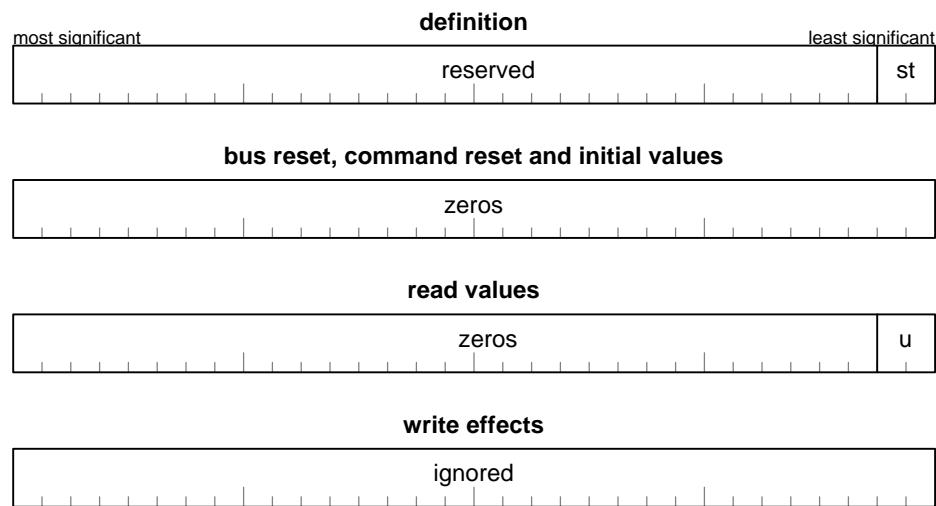 definition
most significant least significant
reserved st
bus reset, command reset and initial values
zeros
read values
zeros u
write effects
ignored